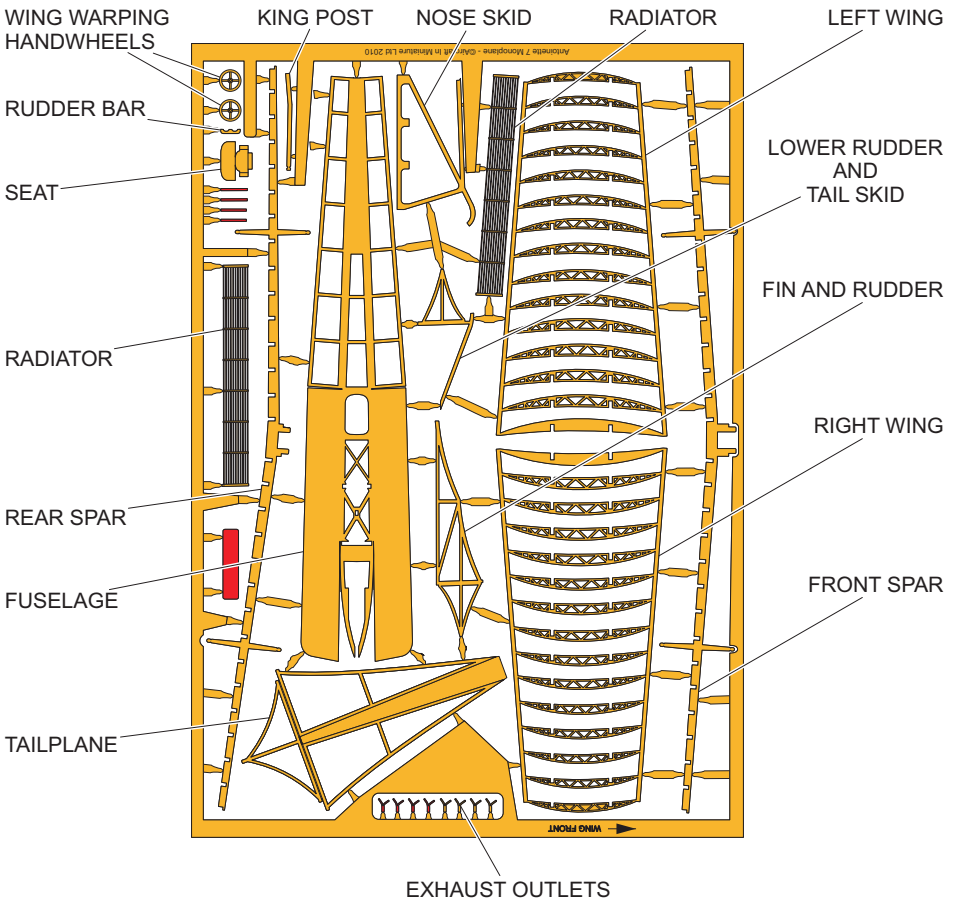 WING WARPING
HANDWHEELS
KING POST
NOSE SKID
RADIATOR
LEFT WING
Antoinette 7 Monoplane - ©Aircraft In Miniature Ltd 2010
RUDDER BAR
LOWER RUDDER
AND
TAIL SKID
SEAT
FIN AND RUDDER
RADIATOR
RIGHT WING
REAR SPAR
FUSELAGE
FRONT SPAR
TAILPLANE
WING FRONT
EXHAUST OUTLETS